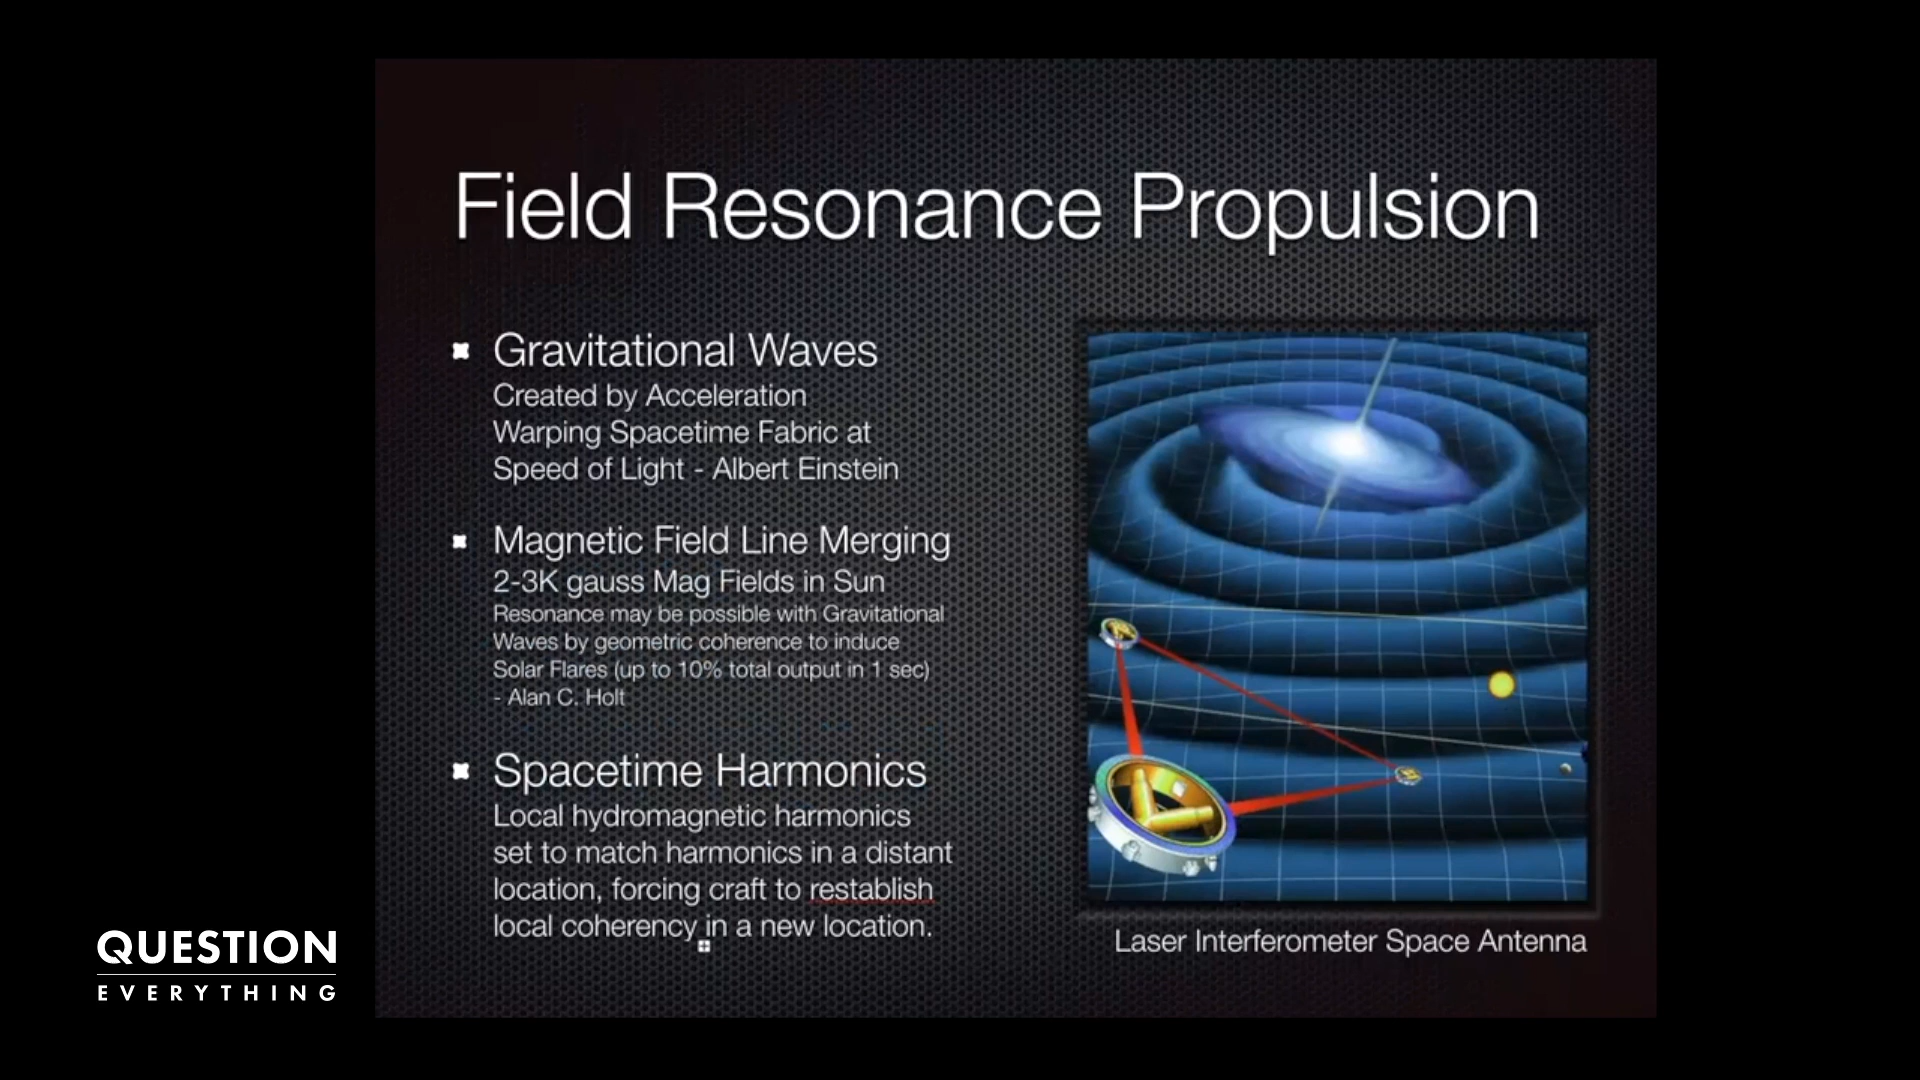 Field Resonance Propulsion
Gravitational Waves
Created by Acceleration
Warping Spacetime Fabric at
Speed of Light - Albert Einstein
Magnetic Field Line Merging
2-3K gauss Mag Fields in Sun
Resonance may be possible with Gravitational
Waves by geometric coherence to induce
Solar Flares (up to 10% total output in 1 sec)
- Alan C. Holt
Spacetime Harmonics
Local hydromagnetic harmonics
set to match harmonics in a distant
location, forcing craft to restablish
local coherency in a new location.
Laser Interferometer Space Antenna
QUESTION
EVERYTHING